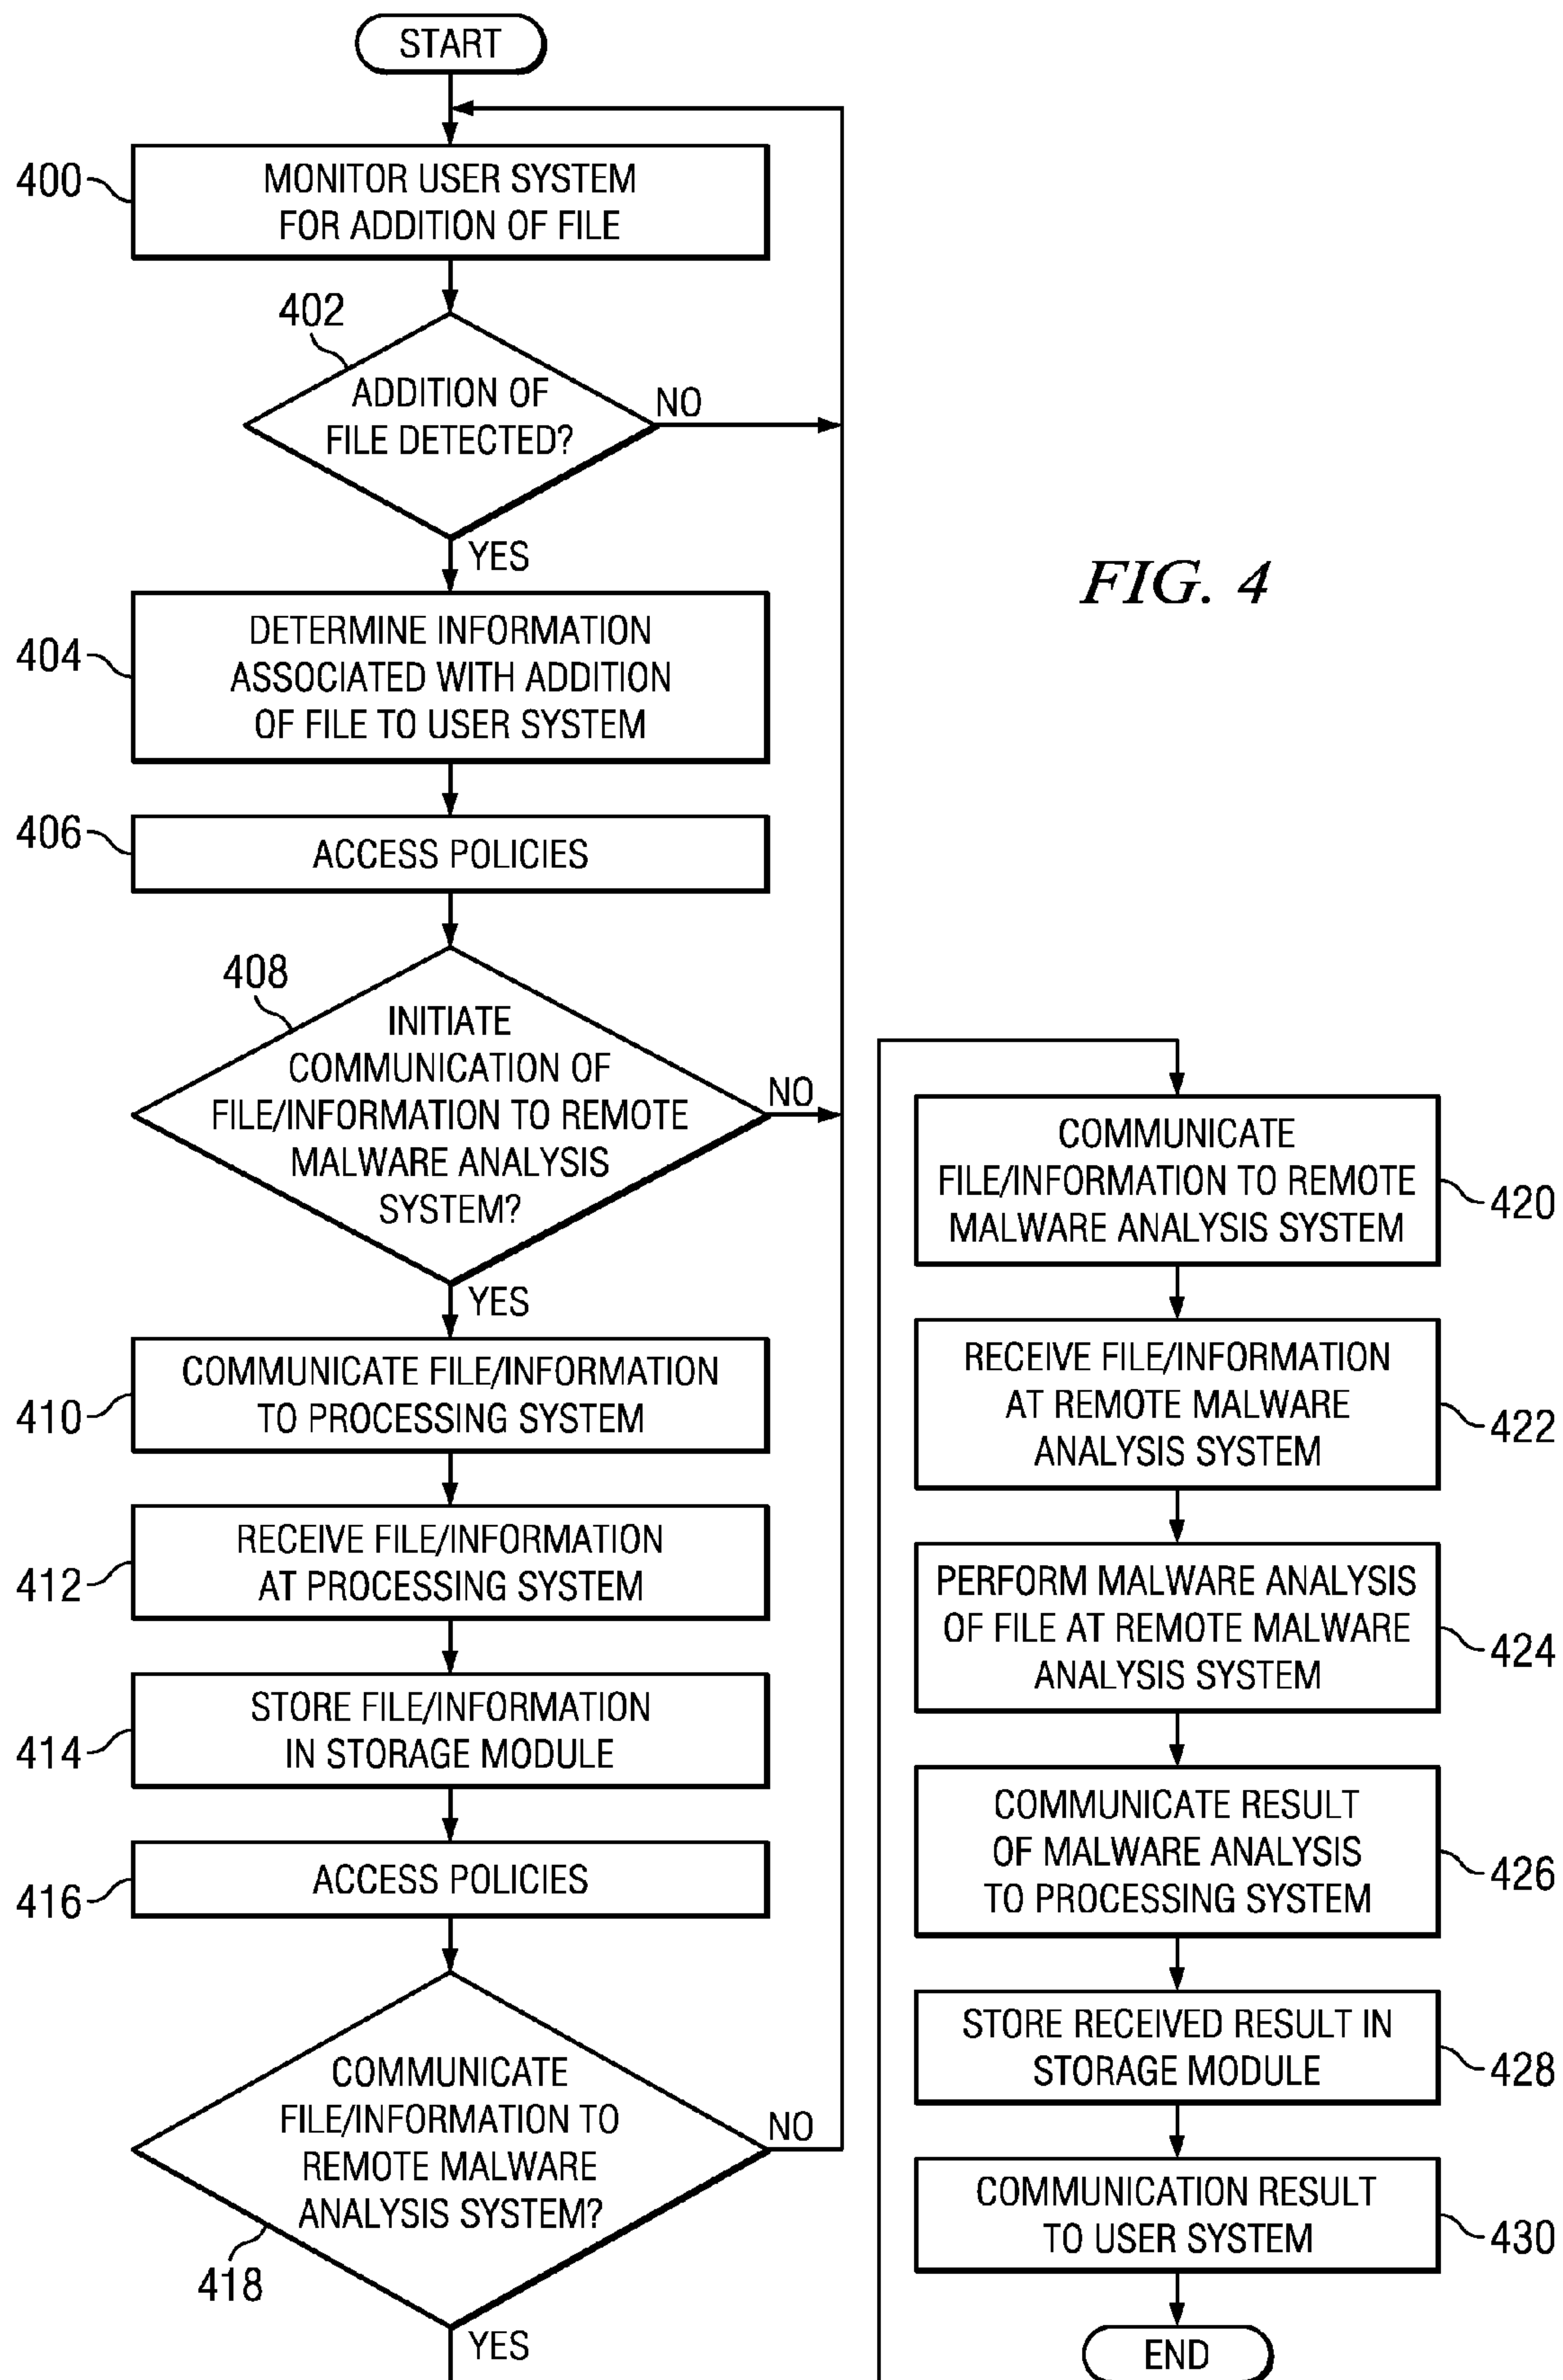 START
400
MONITOR USER SYSTEM
FOR ADDITION OF FILE
402
ADDITION OF
FILE DETECTED?
NO
YES
404
DETERMINE INFORMATION
ASSOCIATED WITH ADDITION
OF FILE TO USER SYSTEM
406
ACCESS POLICIES
408
INITIATE
COMMUNICATION OF
FILE/INFORMATION TO REMOTE
MALWARE ANALYSIS
SYSTEM?
NO
YES
410
COMMUNICATE FILE/INFORMATION
TO PROCESSING SYSTEM
412
RECEIVE FILE/INFORMATION
AT PROCESSING SYSTEM
414
STORE FILE/INFORMATION
IN STORAGE MODULE
416
ACCESS POLICIES
COMMUNICATE
FILE/INFORMATION TO
REMOTE MALWARE
ANALYSIS SYSTEM?
NO
418
YES
FIG. 4
COMMUNICATE
FILE/INFORMATION TO REMOTE
MALWARE ANALYSIS SYSTEM
420
RECEIVE FILE/INFORMATION
AT REMOTE MALWARE
ANALYSIS SYSTEM
422
PERFORM MALWARE ANALYSIS
OF FILE AT REMOTE MALWARE
ANALYSIS SYSTEM
424
COMMUNICATE RESULT
OF MALWARE ANALYSIS
TO PROCESSING SYSTEM
426
STORE RECEIVED RESULT IN
STORAGE MODULE
428
COMMUNICATION RESULT
TO USER SYSTEM
430
END